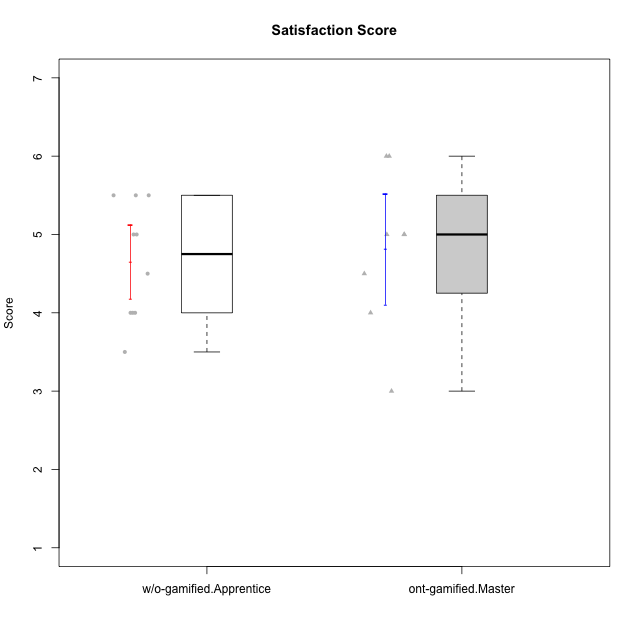 Satisfaction Score
Score
7
6
5
4
3
2
1
w/o-gamified.Apprentice
ont-gamified.Master